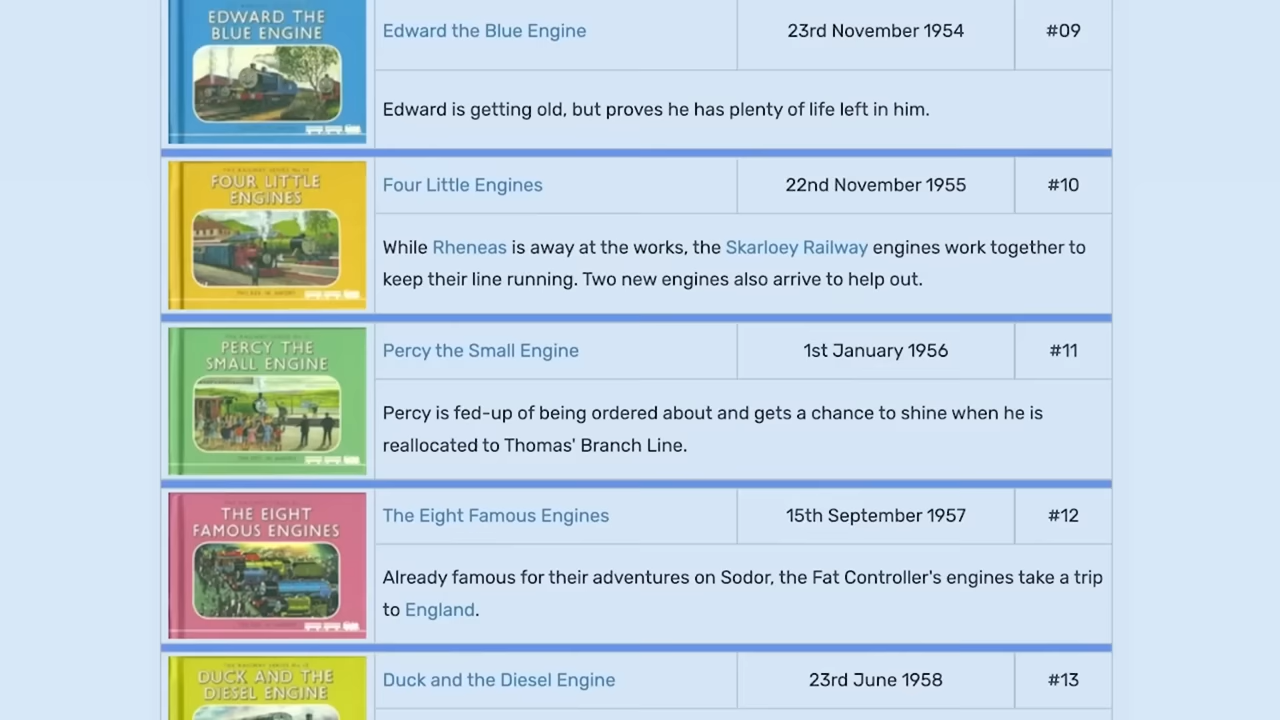 EDWARD THE
BLUE ENGINE
Edward the Blue Engine
23rd November 1954
#09
Edward is getting old, but proves he has plenty of life left in him.
FOUR LITTLE
ENGINES
Four Little Engines
22nd November 1955
#10
While Rheneas is away at the works, the Skarloey Railway engines work together to
keep their line running. Two new engines also arrive to help out.
PERCY THE
SMALL ENGINE
Percy the Small Engine
1st January 1956
#11
Percy is fed-up of being ordered about and gets a chance to shine when he is
reallocated to Thomas' Branch Line.
THE EIGHT
FAMOUS ENGINES
The Eight Famous Engines
15th September 1957
#12
Already famous for their adventures on Sodor, the Fat Controller's engines take a trip
to England.
DUCK AND THE
DIESEL ENGINE
Duck and the Diesel Engine
23rd June 1958
#13